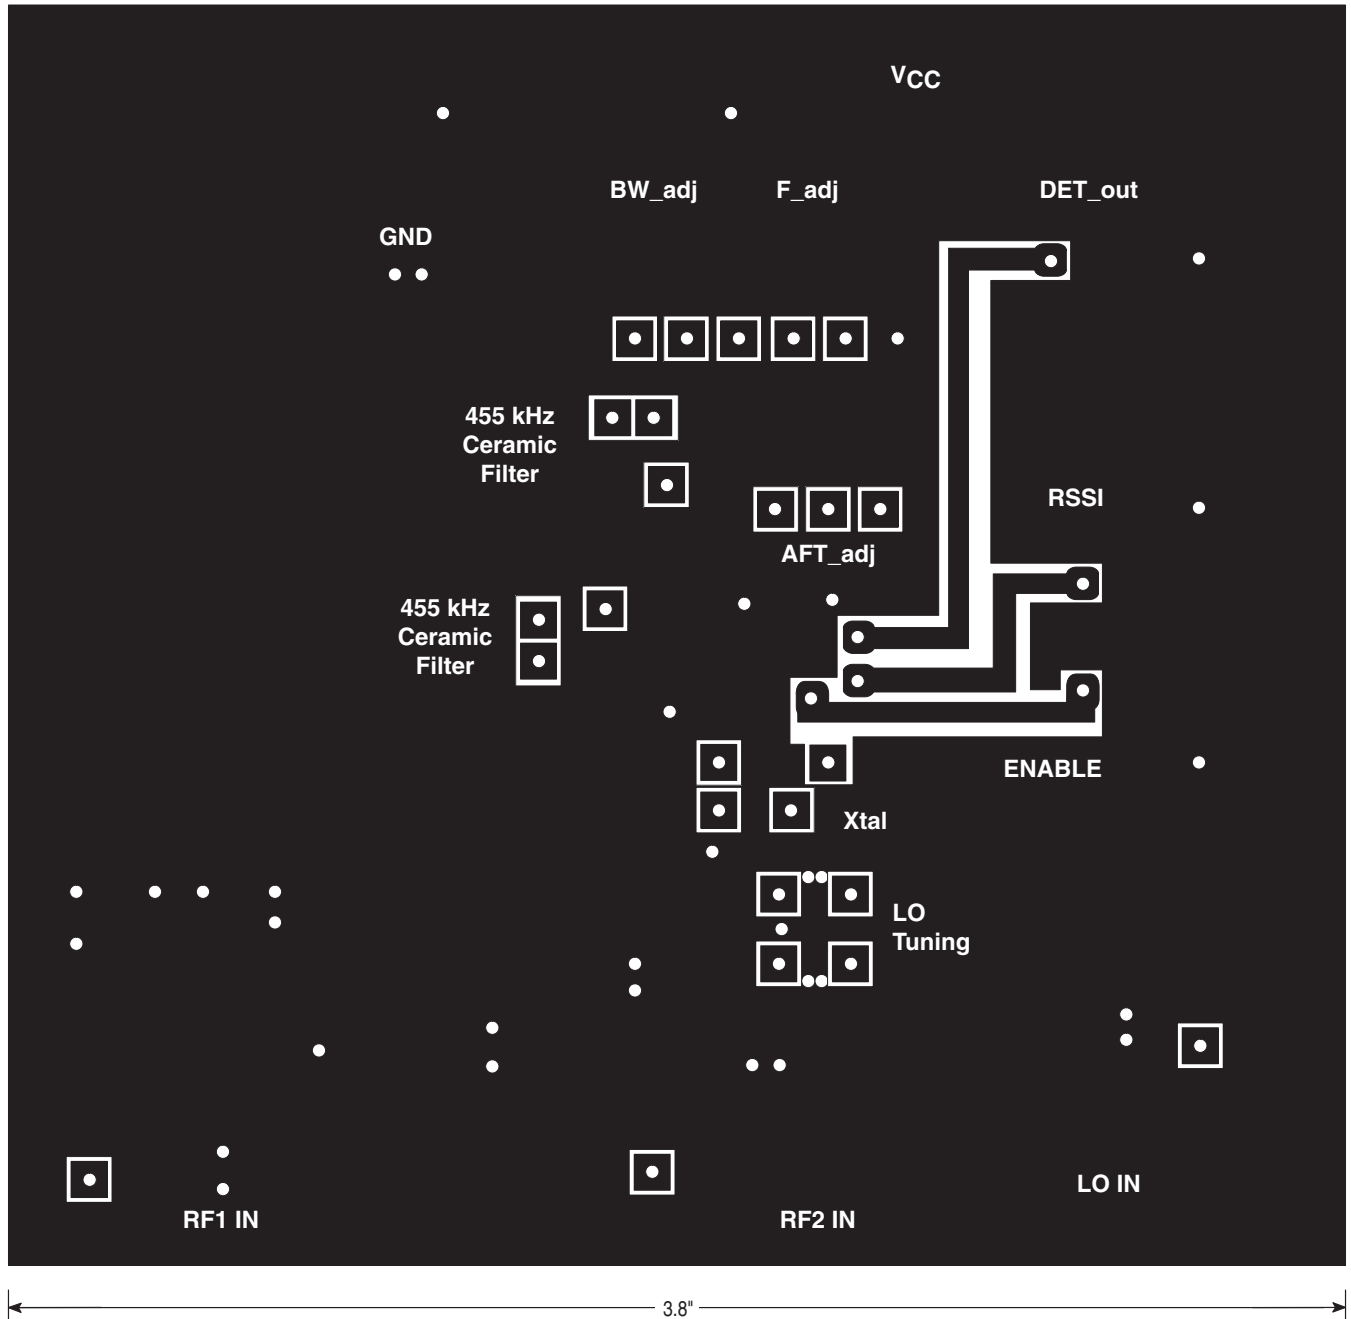 VCC
BW_adj
F_adj
DET_out
GND
455 kHz
Ceramic
Filter
RSSI
AFT_adj
455 kHz
Ceramic
Filter
ENABLE
Xtal
LO
Tuning
LO IN
RF1 IN
RF2 IN
3.8"